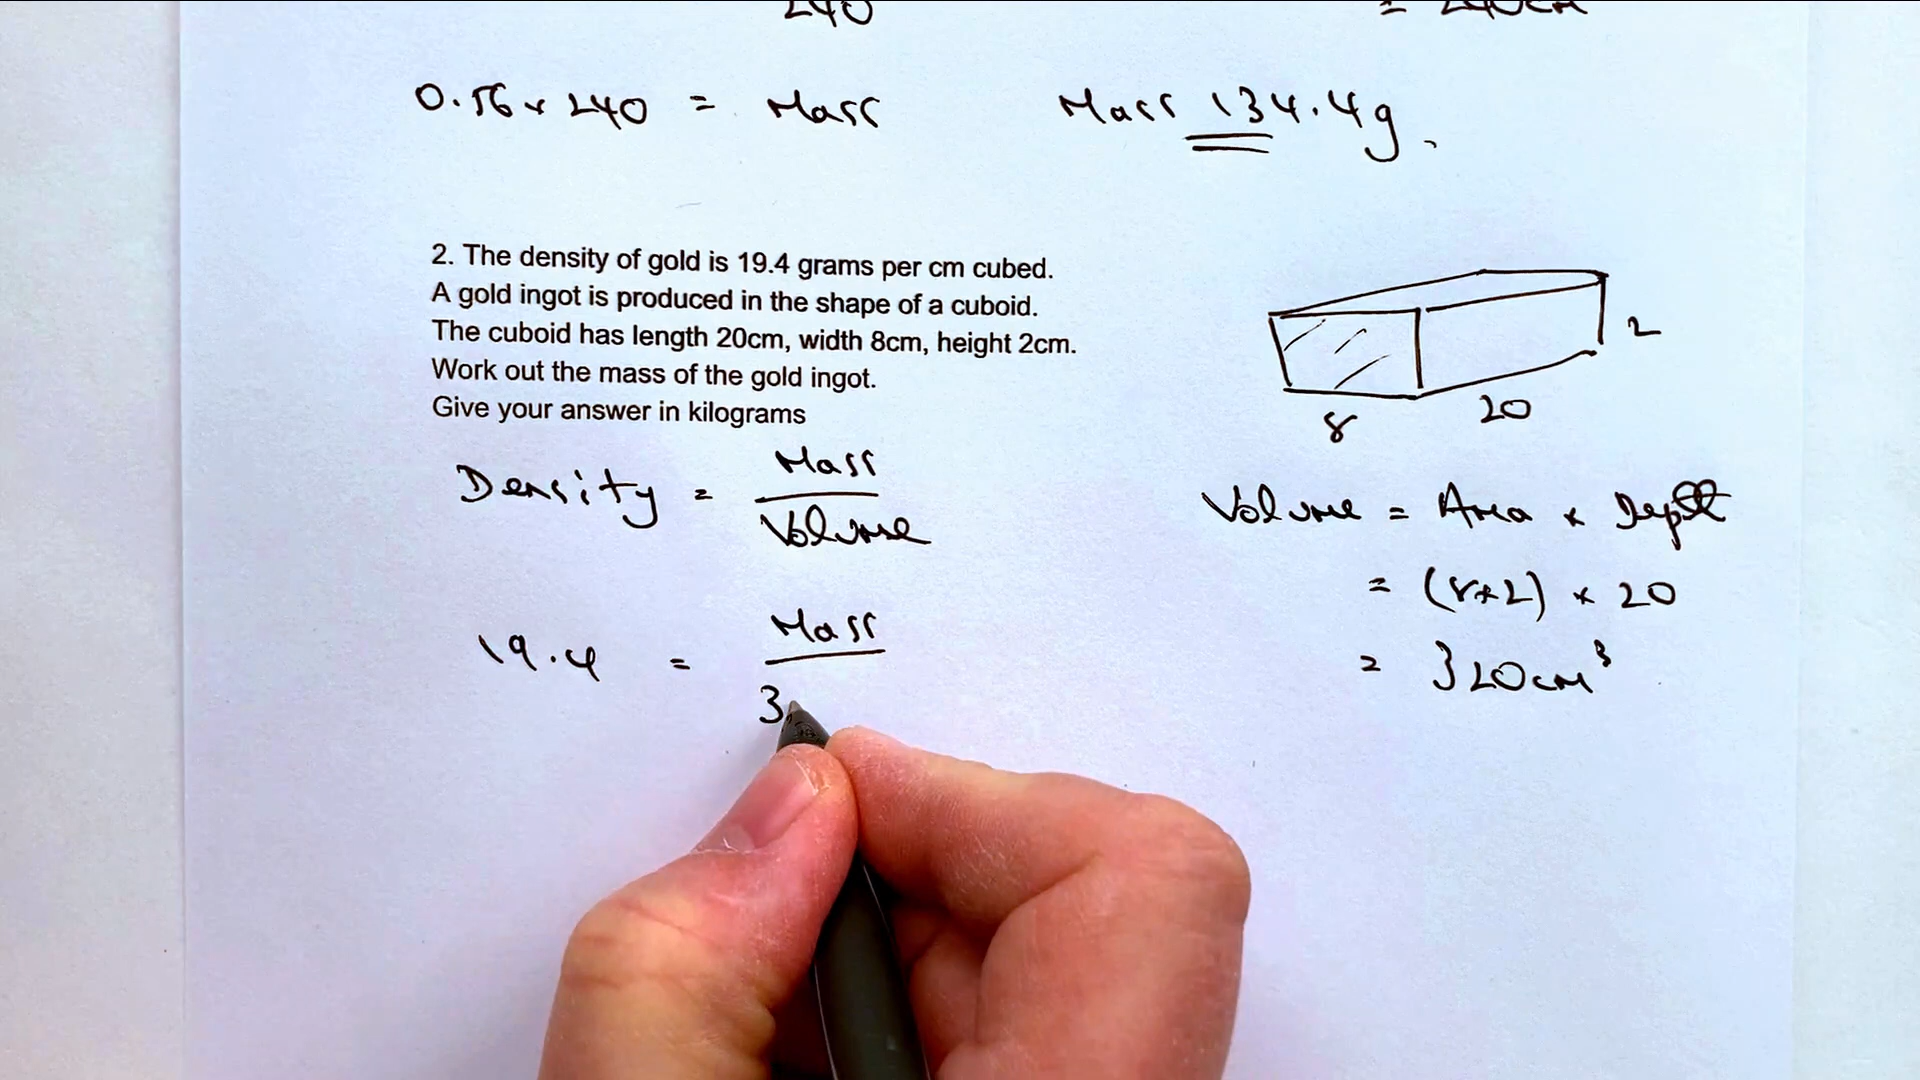 240
= 240cm
0.56 × 240 = Mass
Mass 134.4g.
2. The density of gold is 19.4 grams per cm cubed.
A gold ingot is produced in the shape of a cuboid.
The cuboid has length 20cm, width 8cm, height 2cm.
Work out the mass of the gold ingot.
Give your answer in kilograms
2
8
20
Density = Mass
Volume
19.4 = Mass
3
Volume = Area × Depth
= (8×2) × 20
= 320cm³